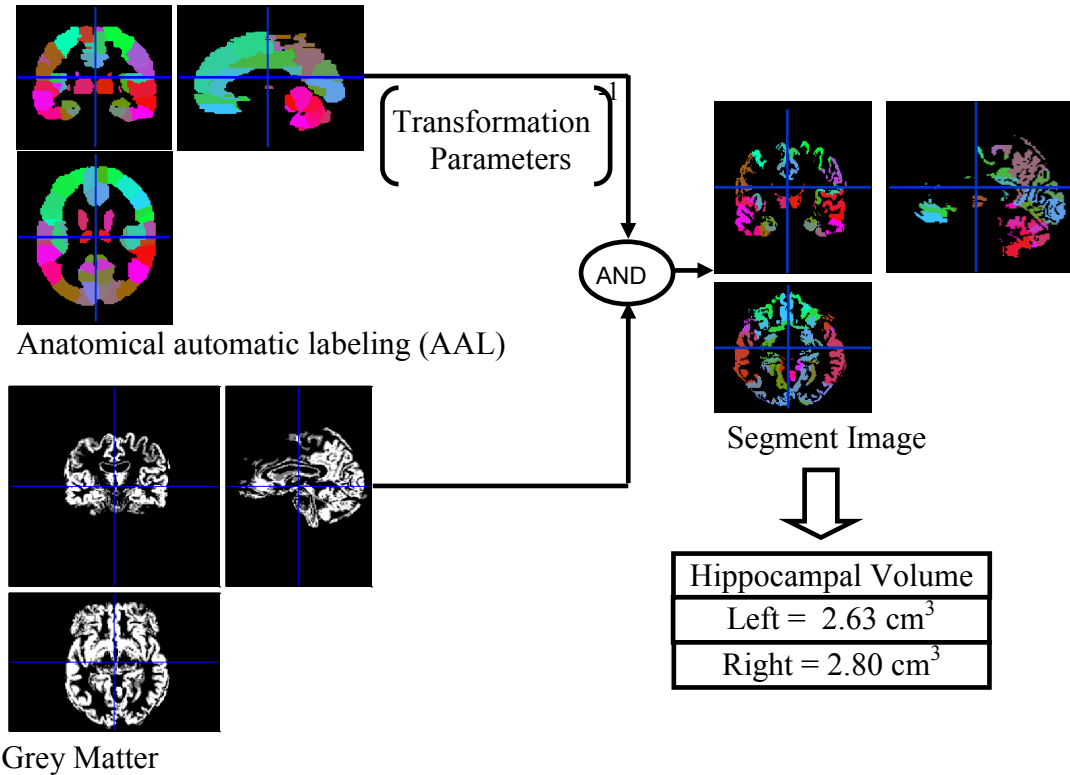 -1
Transformation
Parameters
AND
Anatomical automatic labeling (AAL)
Segment Image
Hippocampal Volume
Left = 2.63 cm³
Right = 2.80 cm³
Grey Matter